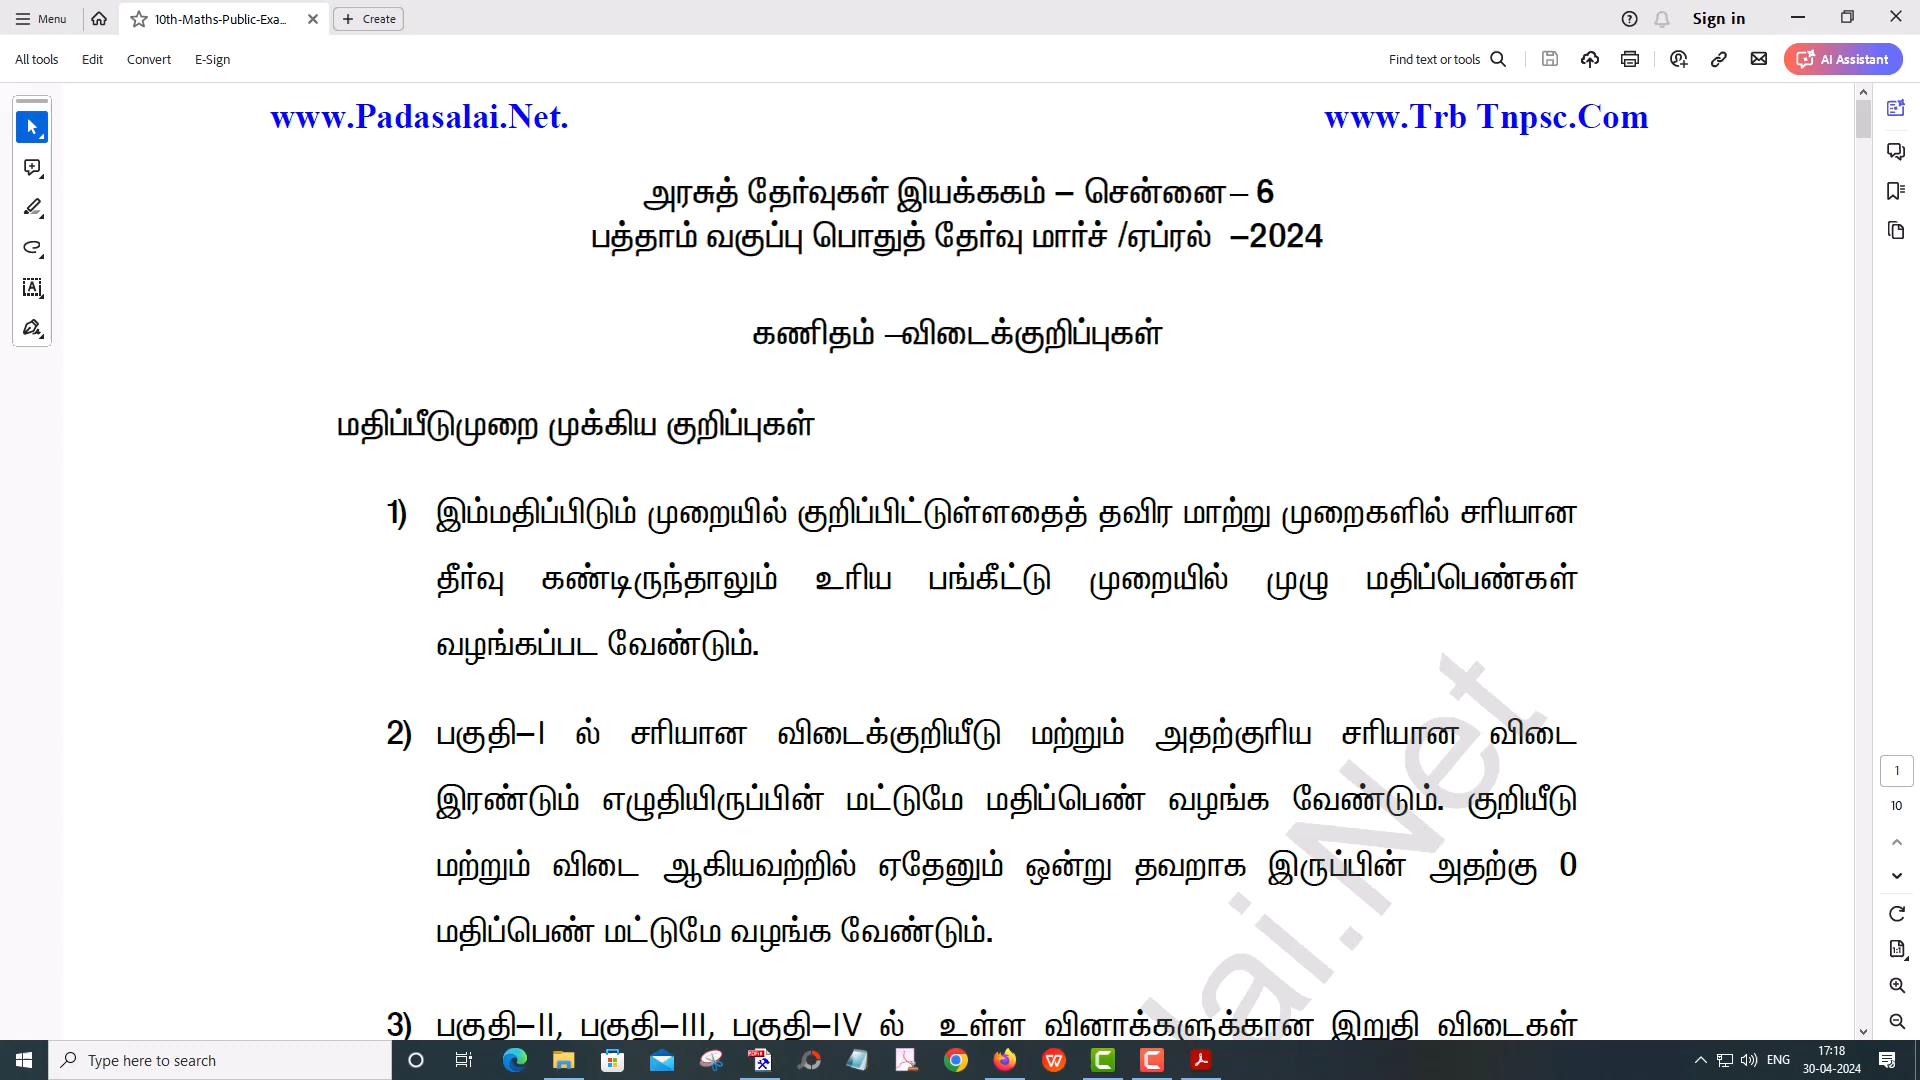 Menu
10th-Maths-Public-Exa...
Create
Sign in
All tools Edit Convert E-Sign
Find text or tools
AI Assistant
www.Padasalai.Net. www.Trb Tnpsc.Com
அரசுத் தேர்வுகள் இயக்ககம் – சென்னை– 6
பத்தாம் வகுப்பு பொதுத் தேர்வு மார்ச் /ஏப்ரல் –2024
கணிதம் –விடைக்குறிப்புகள்
மதிப்பீடுமுறை முக்கிய குறிப்புகள்
1) இம்மதிப்பிடும் முறையில் குறிப்பிட்டுள்ளதைத் தவிர மாற்று முறைகளில் சரியான
தீர்வு கண்டிருந்தாலும் உரிய பங்கீட்டு முறையில் முழு மதிப்பெண்கள்
வழங்கப்பட வேண்டும்.
2) பகுதி–I ல் சரியான விடைக்குறியீடு மற்றும் அதற்குரிய சரியான விடை
இரண்டும் எழுதியிருப்பின் மட்டுமே மதிப்பெண் வழங்க வேண்டும். குறியீடு
மற்றும் விடை ஆகியவற்றில் ஏதேனும் ஒன்று தவறாக இருப்பின் அதற்கு 0
மதிப்பெண் மட்டுமே வழங்க வேண்டும்.
3) பகுதி–II, பகுதி–III, பகுதி–IV ல் உள்ள வினாக்களுக்கான இறுதி விடைகள்
lai.Net
1
10
Type here to search
ENG
17:18
30-04-2024